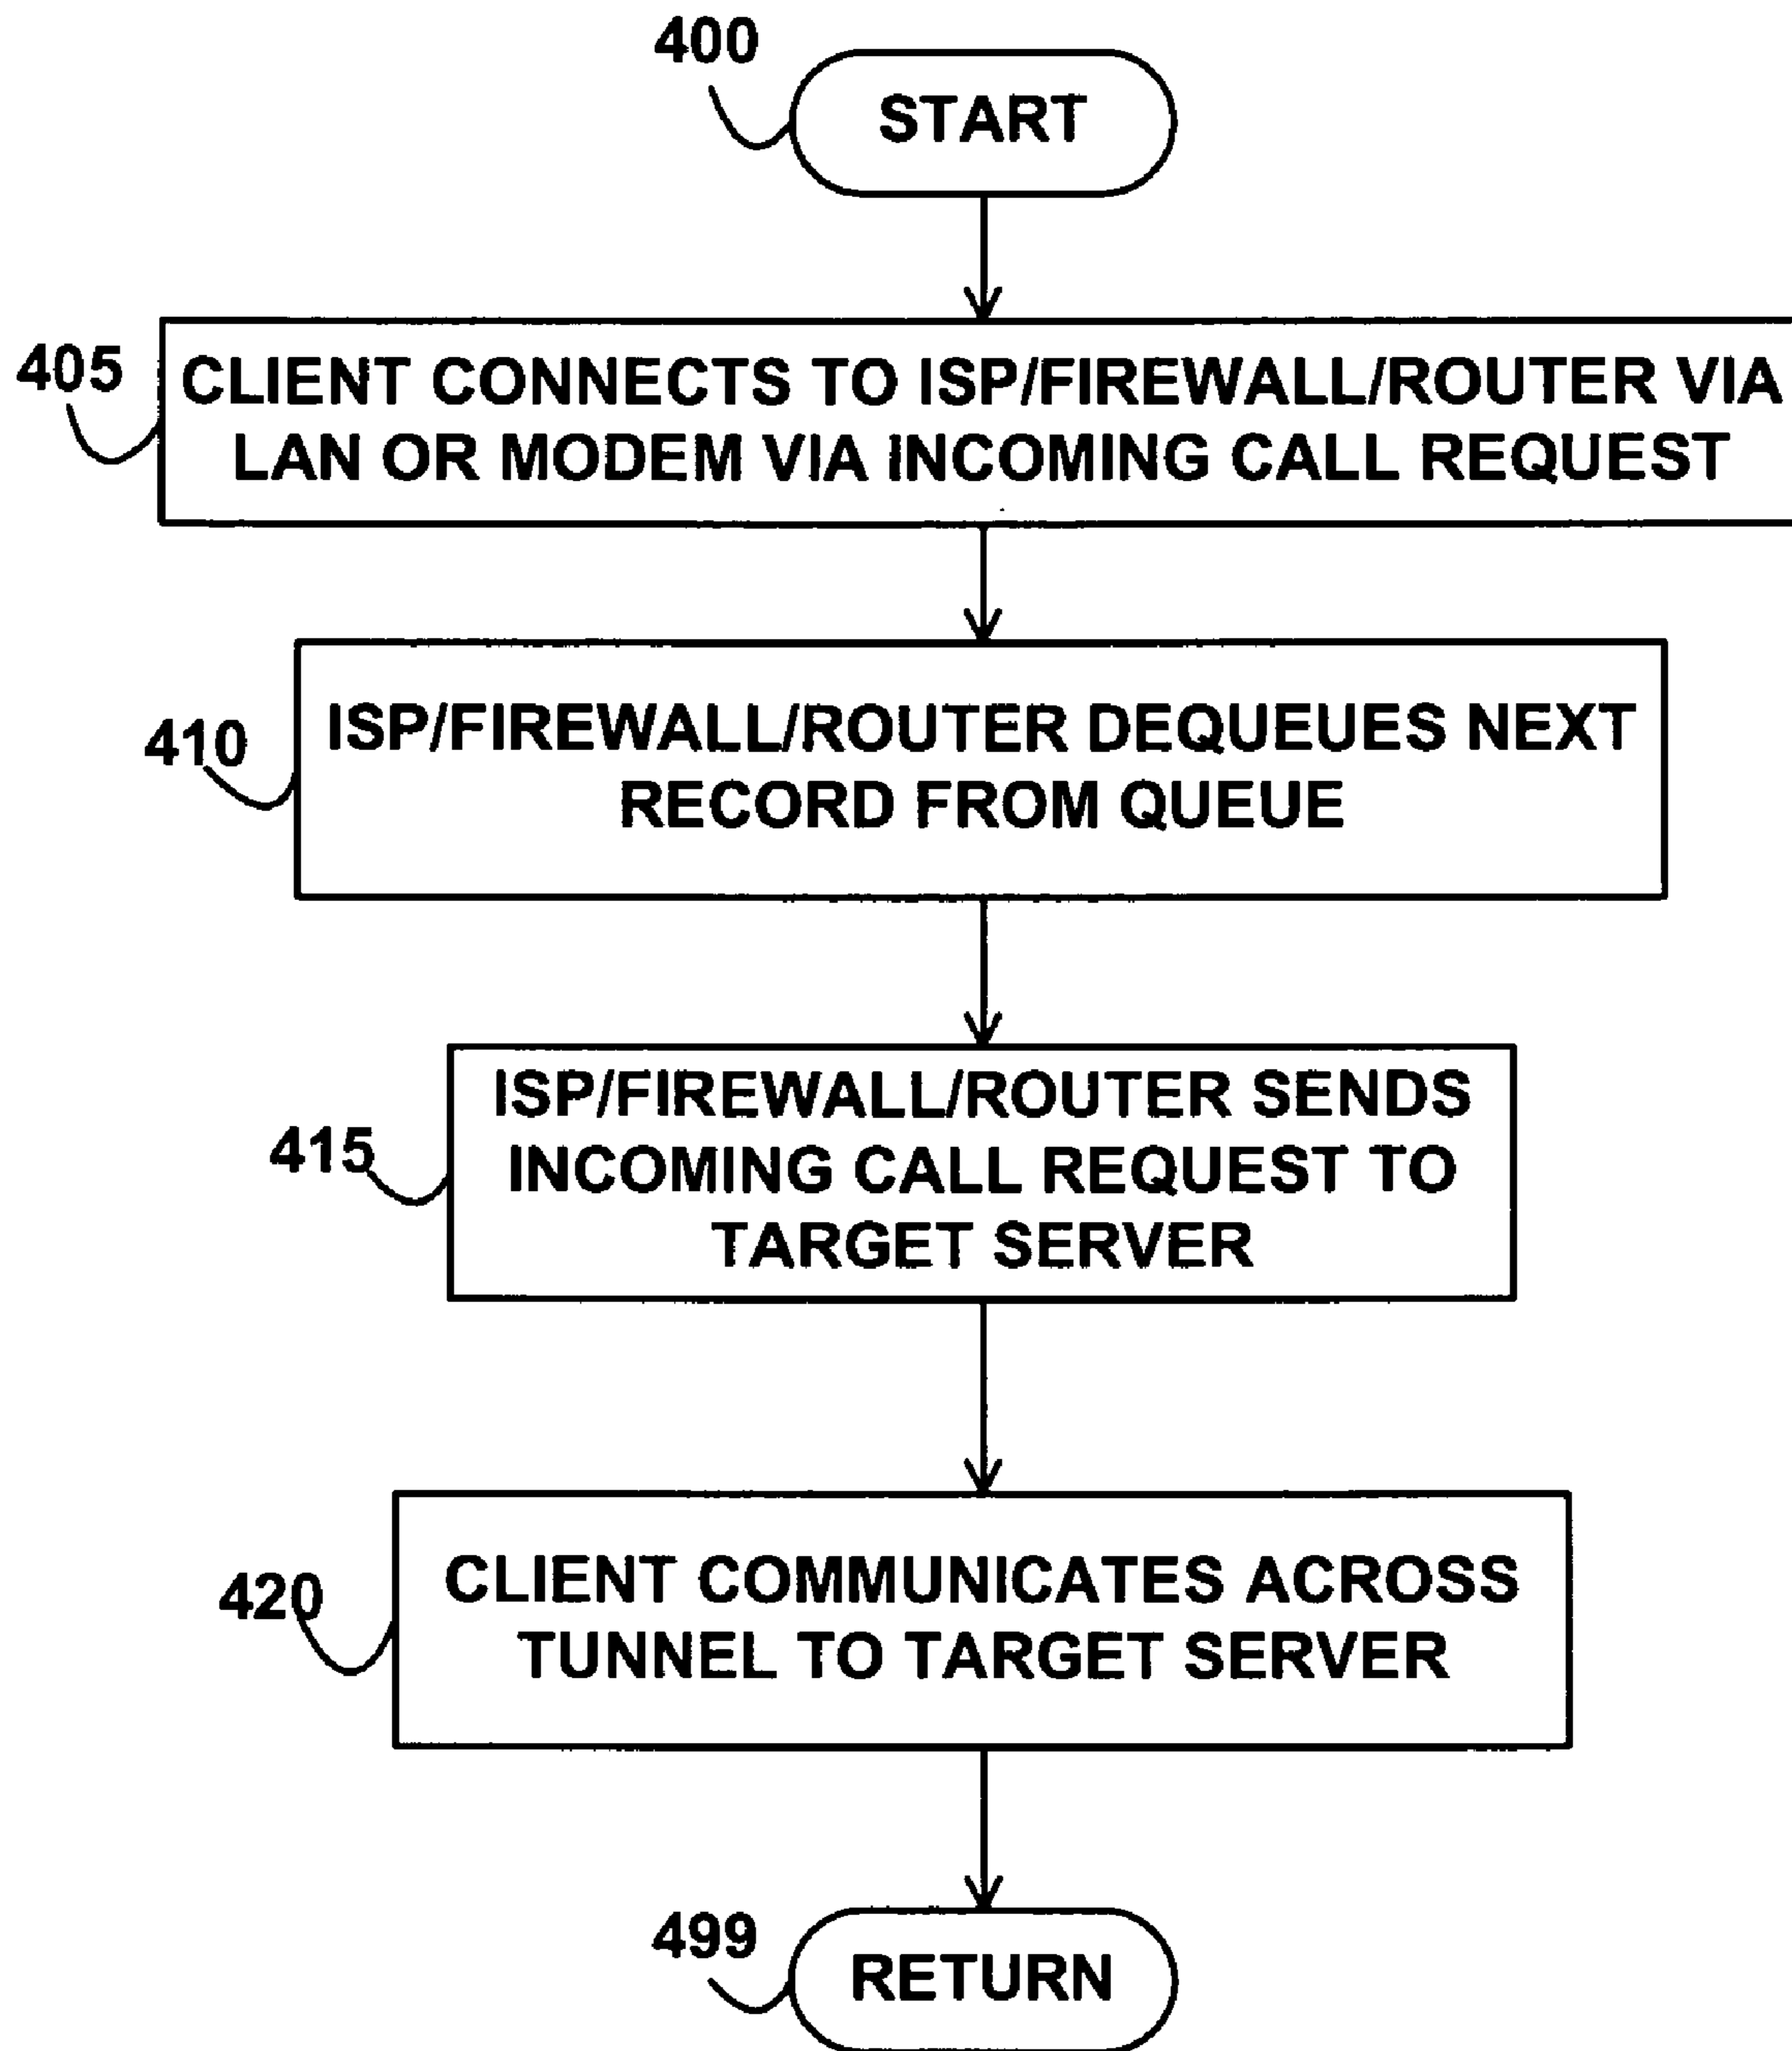 400
START
405
CLIENT CONNECTS TO ISP/FIREWALL/ROUTER VIA
LAN OR MODEM VIA INCOMING CALL REQUEST
410
ISP/FIREWALL/ROUTER DEQUEUES NEXT
RECORD FROM QUEUE
415
ISP/FIREWALL/ROUTER SENDS
INCOMING CALL REQUEST TO
TARGET SERVER
420
CLIENT COMMUNICATES ACROSS
TUNNEL TO TARGET SERVER
499
RETURN